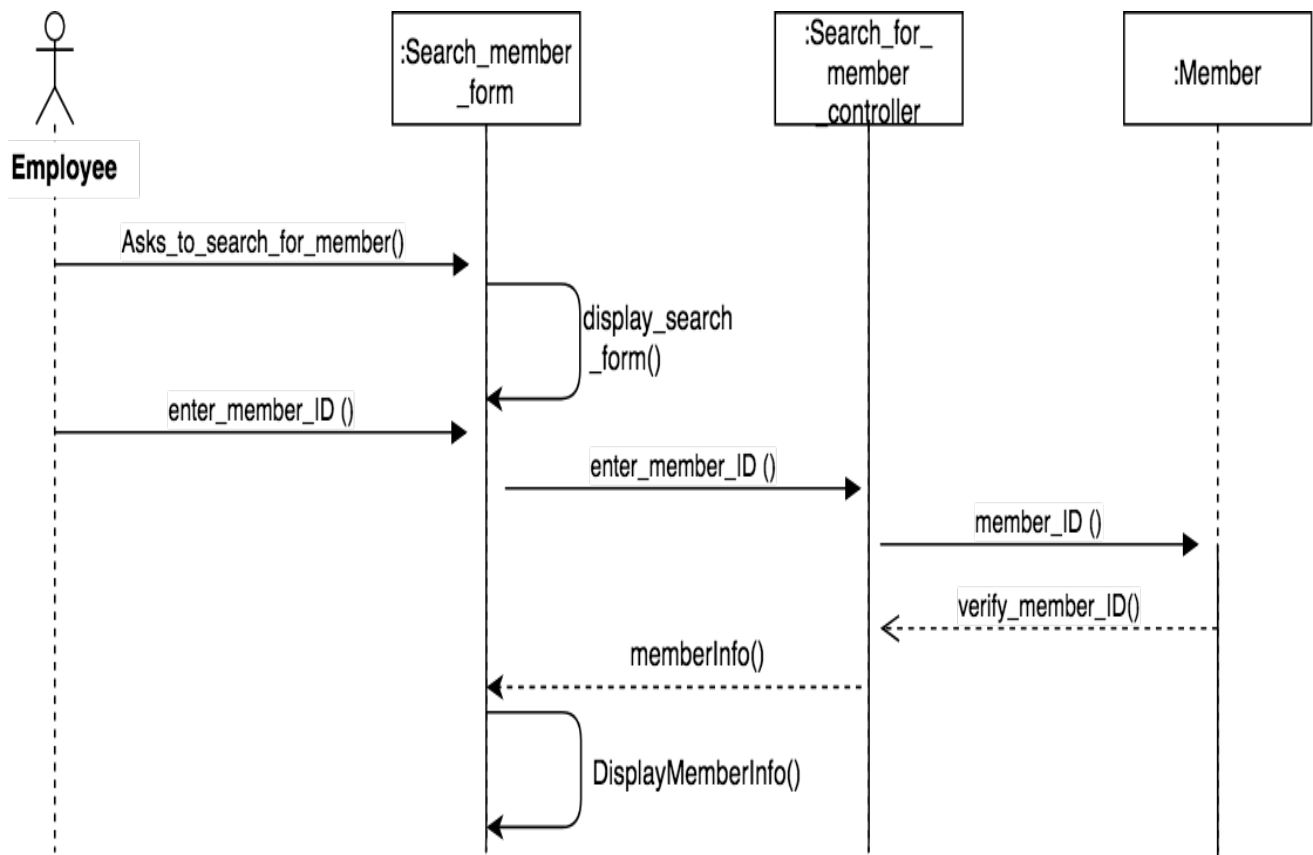 :Search_member
_form
:Search_for_
member
_controller
:Member
Employee
Asks_to_search_for_member()
display_search
_form()
enter_member_ID ()
enter_member_ID ()
member_ID ()
verify_member_ID()
memberInfo()
DisplayMemberInfo()